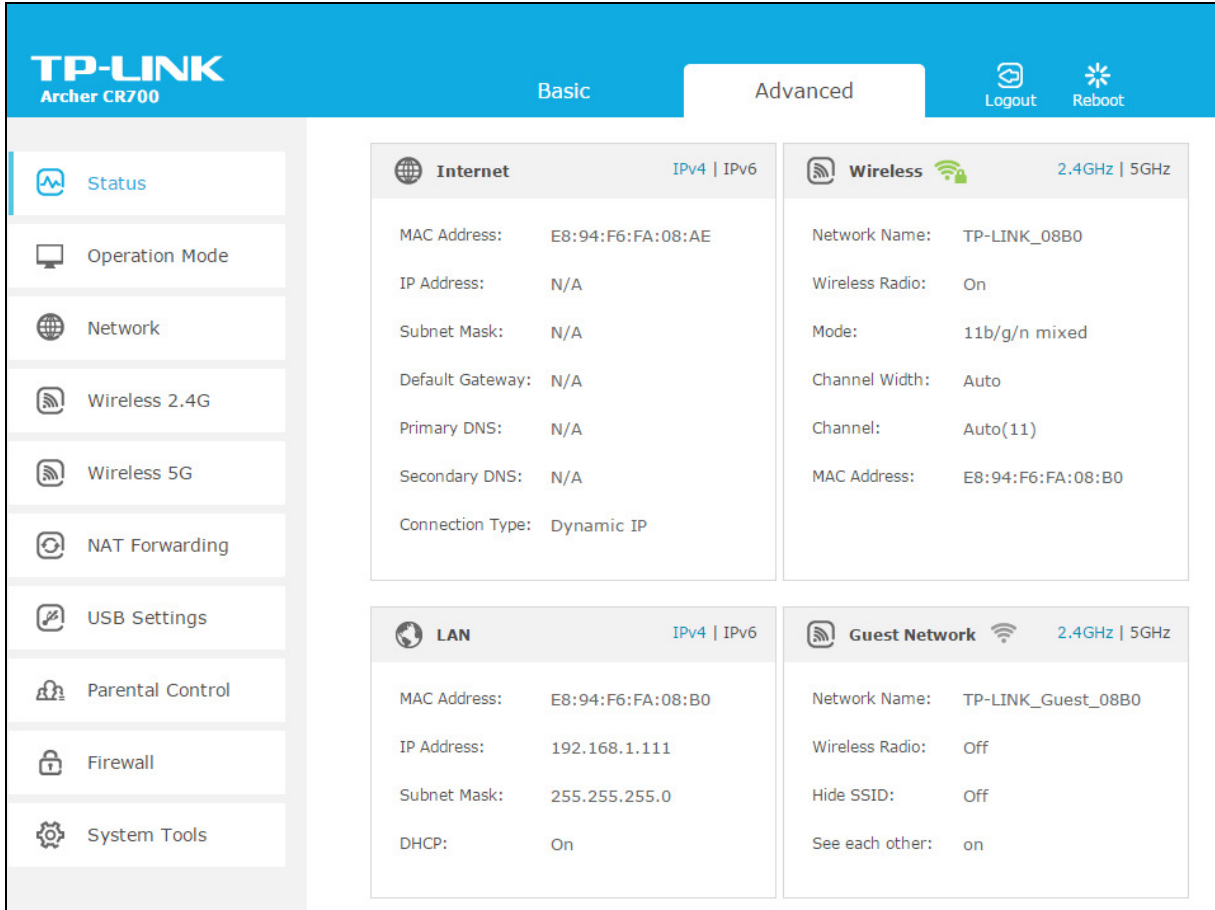 TP-LINK
Archer CR700
Basic
Advanced
Logout
Reboot
Status
Operation Mode
Network
Wireless 2.4G
Wireless 5G
NAT Forwarding
USB Settings
Parental Control
Firewall
System Tools
Internet IPv4 | IPv6
MAC Address: E8:94:F6:FA:08:AE
IP Address: N/A
Subnet Mask: N/A
Default Gateway: N/A
Primary DNS: N/A
Secondary DNS: N/A
Connection Type: Dynamic IP
Wireless 2.4GHz | 5GHz
Network Name: TP-LINK_08B0
Wireless Radio: On
Mode: 11b/g/n mixed
Channel Width: Auto
Channel: Auto(11)
MAC Address: E8:94:F6:FA:08:B0
LAN IPv4 | IPv6
MAC Address: E8:94:F6:FA:08:B0
IP Address: 192.168.1.111
Subnet Mask: 255.255.255.0
DHCP: On
Guest Network 2.4GHz | 5GHz
Network Name: TP-LINK_Guest_08B0
Wireless Radio: Off
Hide SSID: Off
See each other: on